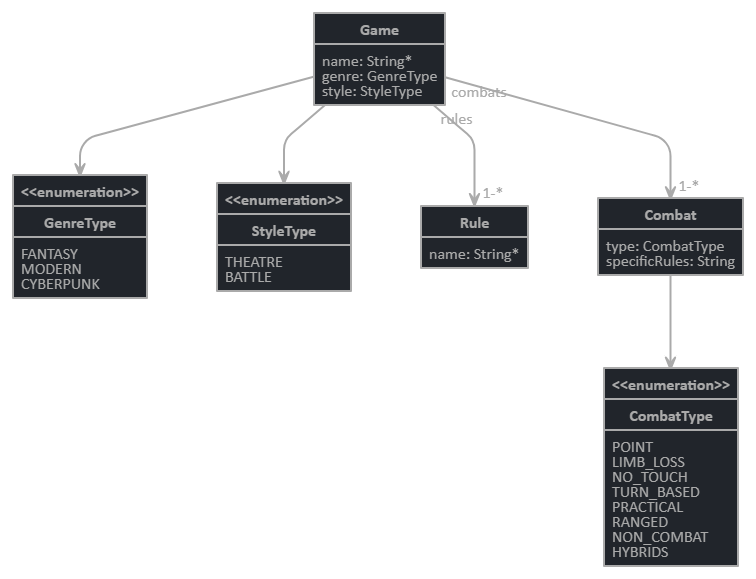 Game
name: String*
genre: GenreType
style: StyleType
combats
rules
1-*
1-*
<<enumeration>>
GenreType
FANTASY
MODERN
CYBERPUNK
<<enumeration>>
StyleType
THEATRE
BATTLE
Rule
name: String*
Combat
type: CombatType
specificRules: String
<<enumeration>>
CombatType
POINT
LIMB_LOSS
NO_TOUCH
TURN_BASED
PRACTICAL
RANGED
NON_COMBAT
HYBRIDS